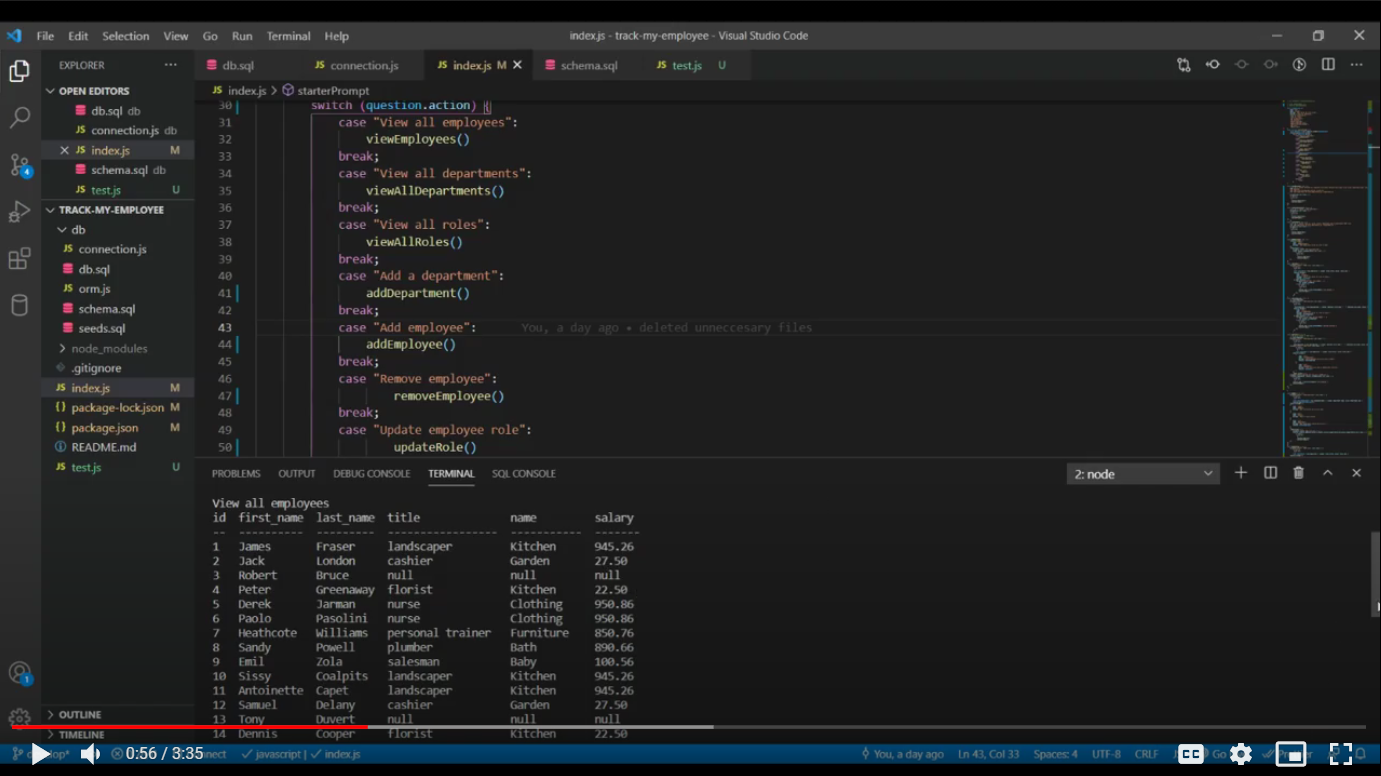 File Edit Selection View Go Run Terminal Help index.js - track-my-employee - Visual Studio Code
EXPLORER
db.sql JS connection.js JS index.js M JS test.js U schema.sql
OPEN EDITORS
db.sql db
JS connection.js db
JS index.js M
schema.sql db
JS test.js U
TRACK-MY-EMPLOYEE
db
JS connection.js
db.sql
JS orm.js
schema.sql
seeds.sql
node_modules
.gitignore
JS index.js M
{} package-lock.json M
{} package.json M
README.md
JS test.js U
OUTLINE
TIMELINE
JS index.js > starterPrompt
30 switch (question.action) {
31 case "View all employees":
32 viewEmployees()
33 break;
34 case "View all departments":
35 viewAllDepartments()
36 break;
37 case "View all roles":
38 viewAllRoles()
39 break;
40 case "Add a department":
41 addDepartment()
42 break;
43 case "Add employee": You, a day ago • deleted unneccesary files
44 addEmployee()
45 break;
46 case "Remove employee":
47 removeEmployee()
48 break;
49 case "Update employee role":
50 updateRole()
PROBLEMS OUTPUT DEBUG CONSOLE TERMINAL SQL CONSOLE 2: node
View all employees
id first_name last_name title name salary
-- ---------- --------- ---------------- ----------- -------
1 James Fraser landscaper Kitchen 945.26
2 Jack London cashier Garden 27.50
3 Robert Bruce null null null
4 Peter Greenaway florist Kitchen 22.50
5 Derek Jarman nurse Clothing 950.86
6 Paolo Pasolini nurse Clothing 950.86
7 Heathcote Williams personal trainer Furniture 850.76
8 Sandy Powell plumber Bath 890.66
9 Emil Zola salesman Baby 100.56
10 Sissy Coalpits landscaper Kitchen 945.26
11 Antoinette Capet landscaper Kitchen 945.26
12 Samuel Delany cashier Garden 27.50
13 Tony Duvert null null null
14 Dennis Cooper florist Kitchen 22.50
0:56 / 3:35 javascript | index.js You, a day ago Ln 43, Col 33 Spaces: 4 UTF-8 CRLF Go CC